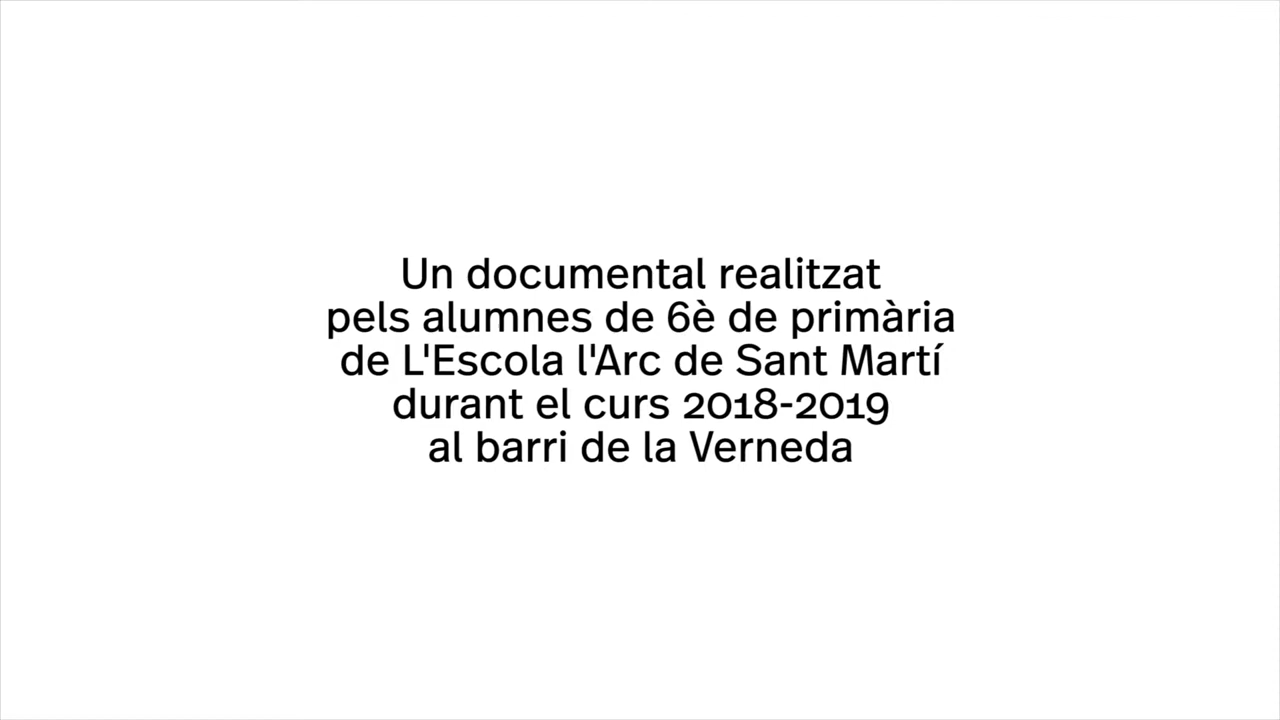 Un documental realitzat
pels alumnes de 6è de primària
de L'Escola l'Arc de Sant Martí
durant el curs 2018-2019
al barri de la Verneda